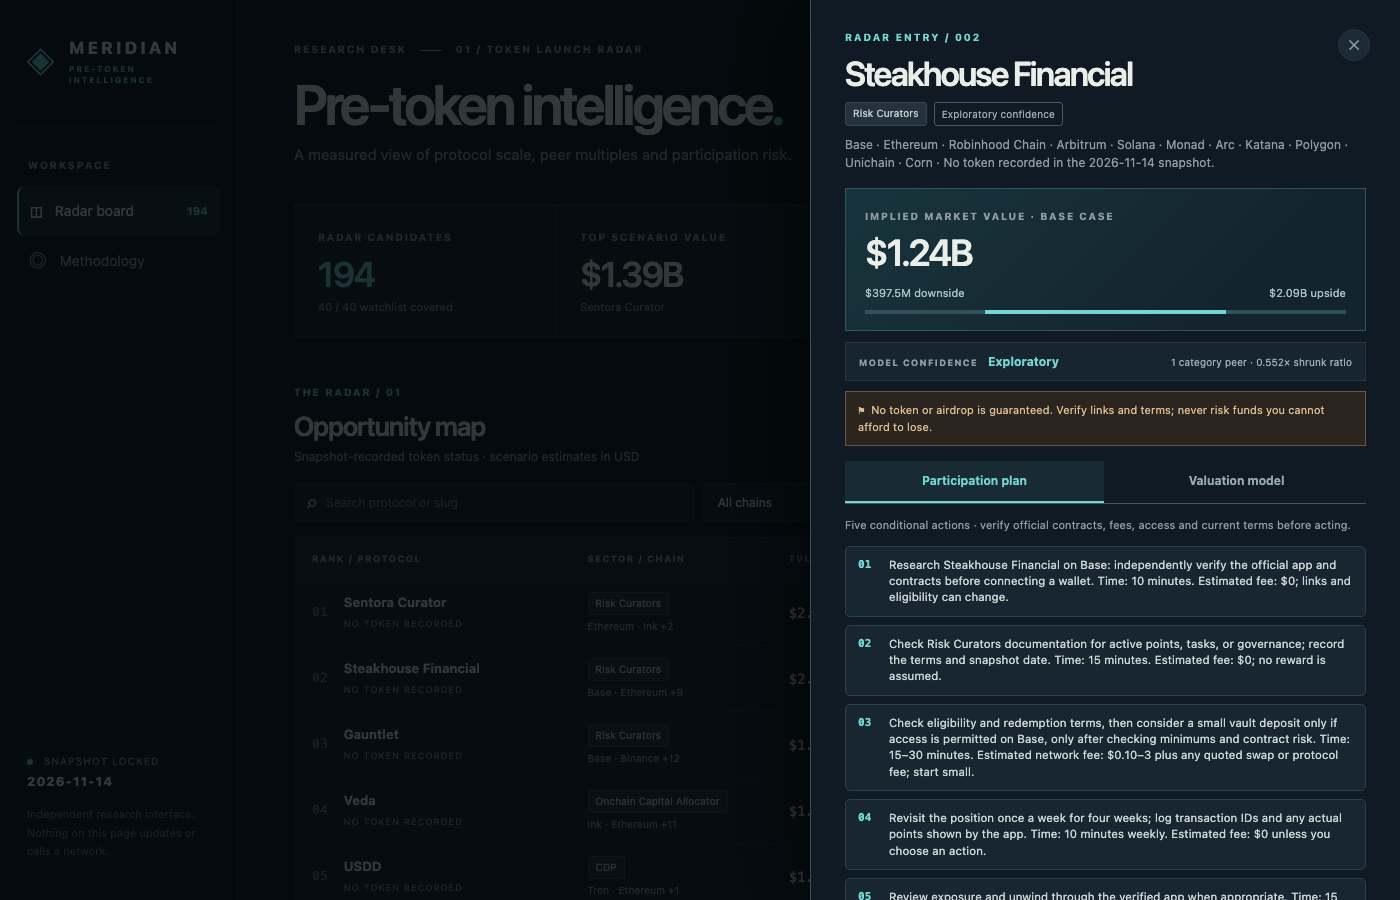 MERIDIAN
PRE-TOKEN
INTELLIGENCE
WORKSPACE
Radar board 194
Methodology
SNAPSHOT LOCKED
2026-11-14
Independent research interface.
Nothing on this page updates or
calls a network.
RESEARCH DESK — 01 / TOKEN LAUNCH RADAR
Pre-token intelligence.
A measured view of protocol scale, peer multiples and participation risk.
RADAR CANDIDATES
194
40 / 40 watchlist covered
TOP SCENARIO VALUE
$1.39B
Sentora Curator
THE RADAR / 01
Opportunity map
Snapshot-recorded token status · scenario estimates in USD
Search protocol or slug
All chains
RANK / PROTOCOL SECTOR / CHAIN TVL
01 Sentora Curator Risk Curators $2.
NO TOKEN RECORDED Ethereum · Ink +2
02 Steakhouse Financial Risk Curators $2.
NO TOKEN RECORDED Base · Ethereum +9
03 Gauntlet Risk Curators $1.
NO TOKEN RECORDED Base · Binance +12
04 Veda Onchain Capital Allocator $1.
NO TOKEN RECORDED Ink · Ethereum +11
05 USDD CDP $1.
NO TOKEN RECORDED Tron · Ethereum +1
RADAR ENTRY / 002
Steakhouse Financial
Risk Curators Exploratory confidence
Base · Ethereum · Robinhood Chain · Arbitrum · Solana · Monad · Arc · Katana · Polygon ·
Unichain · Corn · No token recorded in the 2026-11-14 snapshot.
IMPLIED MARKET VALUE · BASE CASE
$1.24B
$397.5M downside $2.09B upside
MODEL CONFIDENCE Exploratory 1 category peer · 0.552× shrunk ratio
⚑ No token or airdrop is guaranteed. Verify links and terms; never risk funds you cannot
afford to lose.
Participation plan Valuation model
Five conditional actions · verify official contracts, fees, access and current terms before acting.
01 Research Steakhouse Financial on Base: independently verify the official app and
contracts before connecting a wallet. Time: 10 minutes. Estimated fee: $0; links and
eligibility can change.
02 Check Risk Curators documentation for active points, tasks, or governance; record
the terms and snapshot date. Time: 15 minutes. Estimated fee: $0; no reward is
assumed.
03 Check eligibility and redemption terms, then consider a small vault deposit only if
access is permitted on Base, only after checking minimums and contract risk. Time:
15–30 minutes. Estimated network fee: $0.10–3 plus any quoted swap or protocol
fee; start small.
04 Revisit the position once a week for four weeks; log transaction IDs and any actual
points shown by the app. Time: 10 minutes weekly. Estimated fee: $0 unless you
choose an action.
05 Review exposure and unwind through the verified app when appropriate. Time: 15